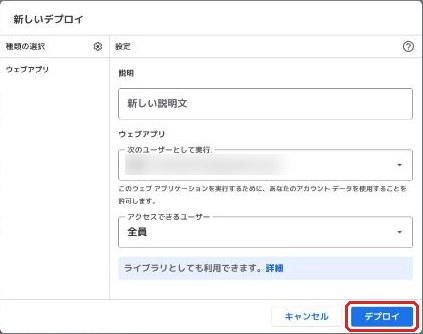 新しいデプロイ
種類の選択
設定
ウェブアプリ
説明
新しい説明文
ウェブアプリ
次のユーザーとして実行:
このウェブ アプリケーションを実行するために、あなたのアカウント データを使用することを
許可します。
アクセスできるユーザー
全員
ライブラリとしても利用できます。詳細
キャンセル
デプロイ